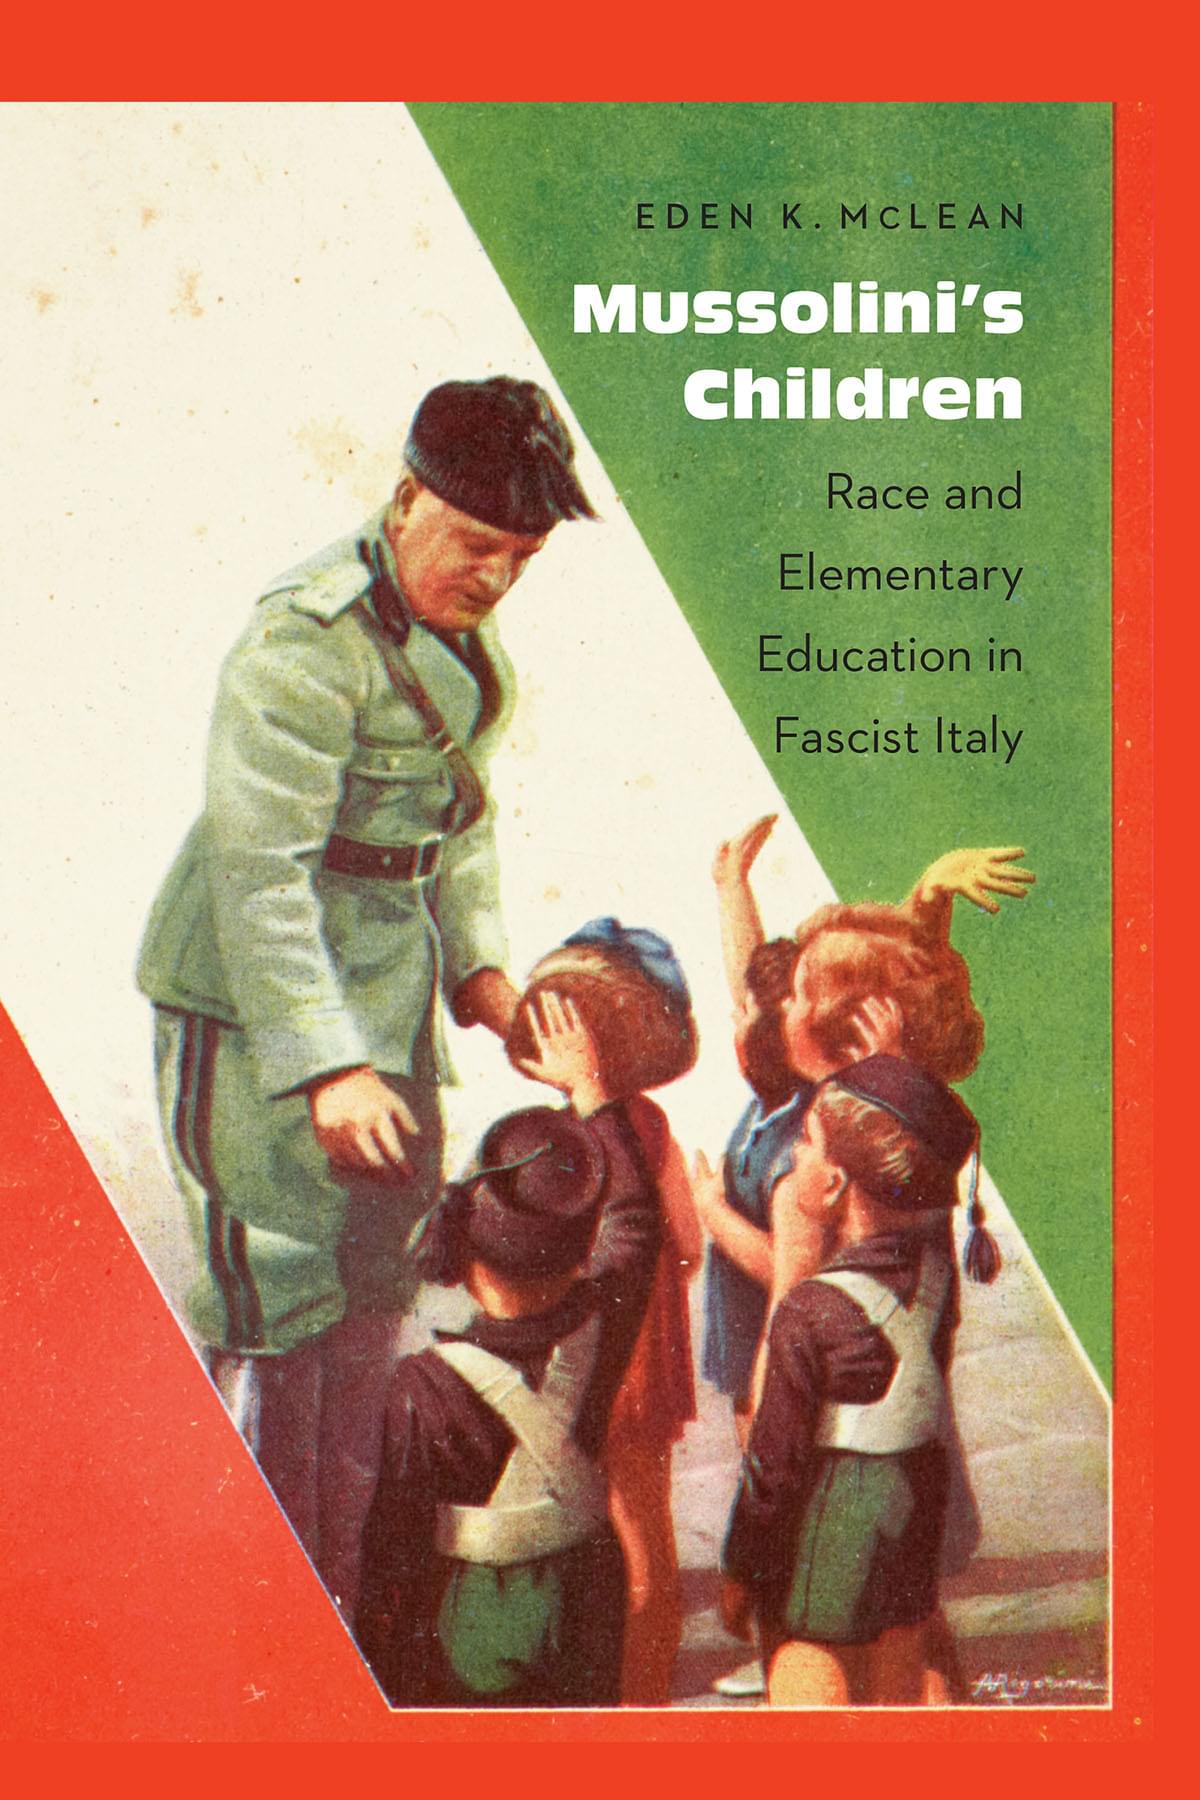 EDEN K. McLEAN
Mussolini's
Children
Race and
Elementary
Education in
Fascist Italy